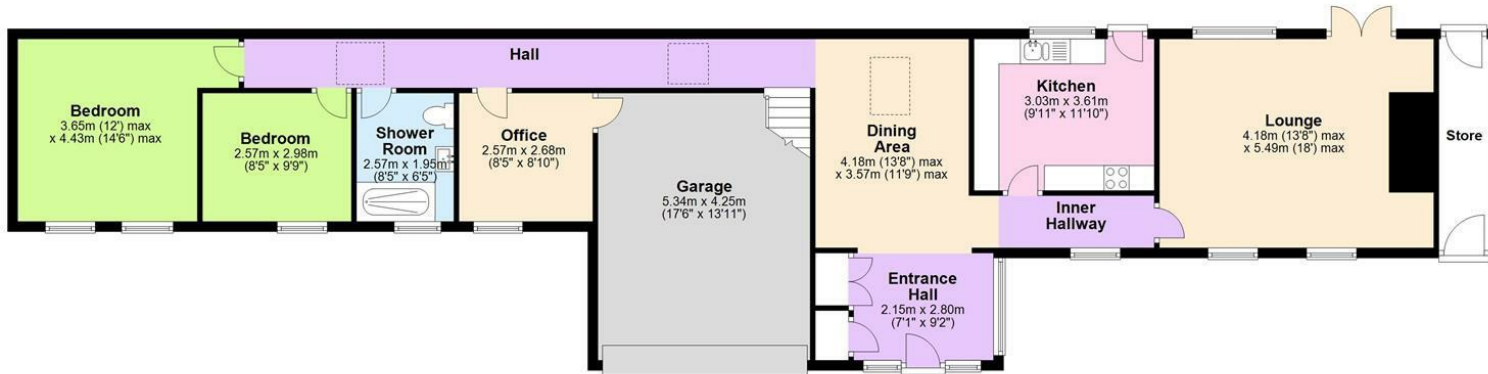 Hall
Bedroom
3.65m (12') max
x 4.43m (14'6") max
Bedroom
2.57m x 2.98m
(8'5" x 9'9")
Shower
Room
2.57m x 1.95m
(8'5" x 6'5")
Office
2.57m x 2.68m
(8'5" x 8'10")
Garage
5.34m x 4.25m
(17'6" x 13'11")
Dining
Area
4.18m (13'8") max
x 3.57m (11'9") max
Kitchen
3.03m x 3.61m
(9'11" x 11'10")
Lounge
4.18m (13'8") max
x 5.49m (18') max
Store
Inner
Hallway
Entrance
Hall
2.15m x 2.80m
(7'1" x 9'2")